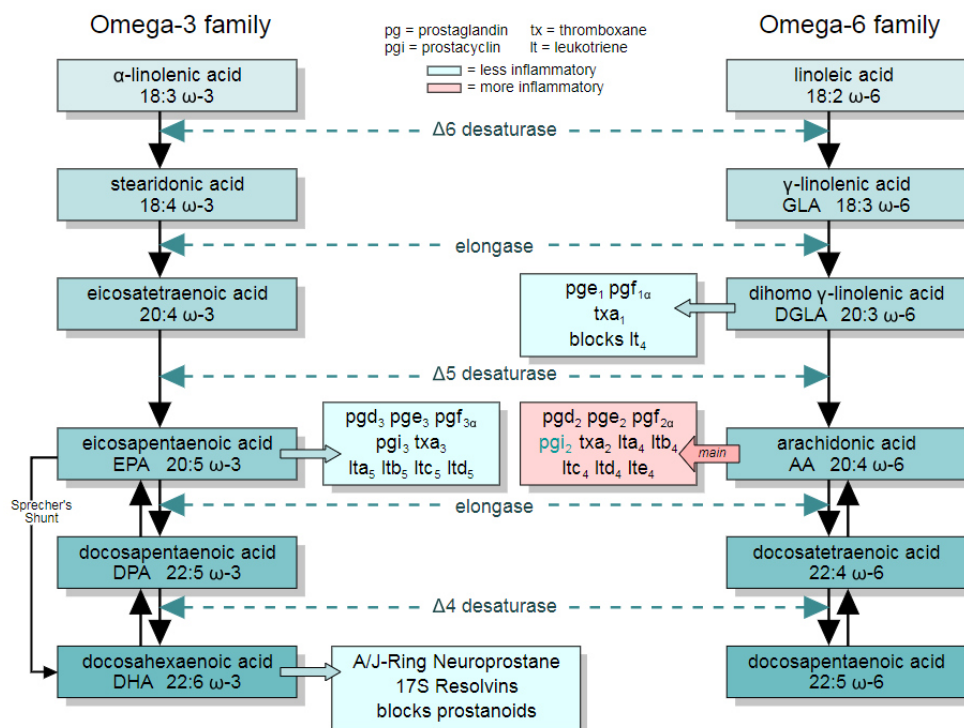 Omega-3 family
pg = prostaglandin tx = thromboxane
pgi = prostacyclin lt = leukotriene
= less inflammatory
= more inflammatory
Omega-6 family
α-linolenic acid
18:3 ω-3
linoleic acid
18:2 ω-6
Δ6 desaturase
stearidonic acid
18:4 ω-3
γ-linolenic acid
GLA 18:3 ω-6
elongase
eicosatetraenoic acid
20:4 ω-3
pge₁ pgf₁α
txa₁
blocks lt₄
dihomo γ-linolenic acid
DGLA 20:3 ω-6
Δ5 desaturase
eicosapentaenoic acid
EPA 20:5 ω-3
pgd₃ pge₃ pgf₃α
pgi₃ txa₃
lta₅ ltb₅ ltc₅ ltd₅
pgd₂ pge₂ pgf₂α
pgi₂ txa₂ lta₄ ltb₄
ltc₄ ltd₄ lte₄
main
arachidonic acid
AA 20:4 ω-6
Sprecher's
Shunt
elongase
docosapentaenoic acid
DPA 22:5 ω-3
docosatetraenoic acid
22:4 ω-6
Δ4 desaturase
docosahexaenoic acid
DHA 22:6 ω-3
A/J-Ring Neuroprostane
17S Resolvins
blocks prostanoids
docosapentaenoic acid
22:5 ω-6